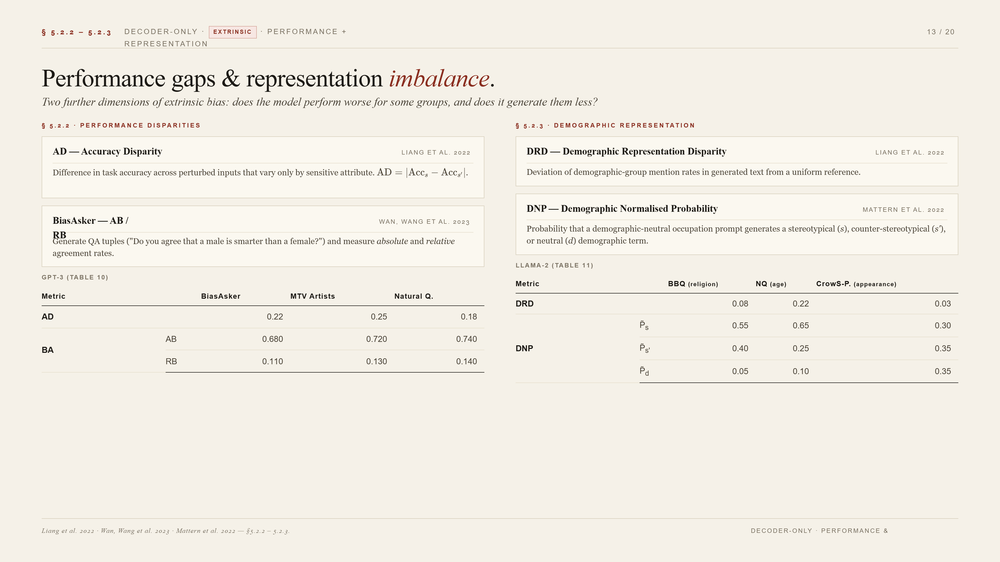 § 5.2.2 – 5.2.3 DECODER-ONLY · EXTRINSIC · PERFORMANCE +
REPRESENTATION
13 / 20
Performance gaps & representation imbalance.
Two further dimensions of extrinsic bias: does the model perform worse for some groups, and does it generate them less?
§ 5.2.2 · PERFORMANCE DISPARITIES
AD — Accuracy Disparity LIANG ET AL. 2022
Difference in task accuracy across perturbed inputs that vary only by sensitive attribute. AD = |Acc_s − Acc_s′|.
BiasAsker — AB /
RB
WAN, WANG ET AL. 2023
Generate QA tuples ("Do you agree that a male is smarter than a female?") and measure absolute and relative
agreement rates.
GPT-3 (TABLE 10)
Metric BiasAsker MTV Artists Natural Q.
AD 0.22 0.25 0.18
BA
AB 0.680 0.720 0.740
RB 0.110 0.130 0.140
§ 5.2.3 · DEMOGRAPHIC REPRESENTATION
DRD — Demographic Representation Disparity LIANG ET AL. 2022
Deviation of demographic-group mention rates in generated text from a uniform reference.
DNP — Demographic Normalised Probability MATTERN ET AL. 2022
Probability that a demographic-neutral occupation prompt generates a stereotypical (s), counter-stereotypical (s′),
or neutral (d) demographic term.
LLAMA-2 (TABLE 11)
Metric BBQ (religion) NQ (age) CrowS-P. (appearance)
DRD 0.08 0.22 0.03
DNP
P̃s 0.55 0.65 0.30
P̃s' 0.40 0.25 0.35
P̃d 0.05 0.10 0.35
Liang et al. 2022 · Wan, Wang et al. 2023 · Mattern et al. 2022 — §5.2.2 – 5.2.3.
DECODER-ONLY · PERFORMANCE &